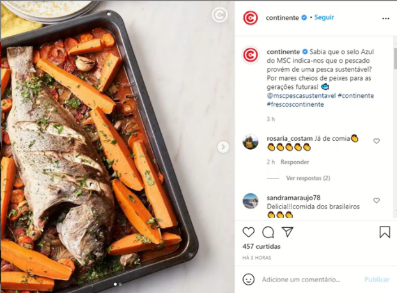 continente • Seguir
continente Sabia que o selo Azul
do MSC indica-nos que o pescado
provém de uma pesca sustentável?
Por mares cheios de peixes para as
gerações futuras!
@mscpescasustentavel #continente
#frescoscontinente
3 h
rosaria_costam Já de comia
2 h Responder
Ver respostas (2)
sandramaraujo78
Delicia!!!comida dos brasileiros
457 curtidas
HÁ 3 HORAS
Adicione um comentário... Publicar